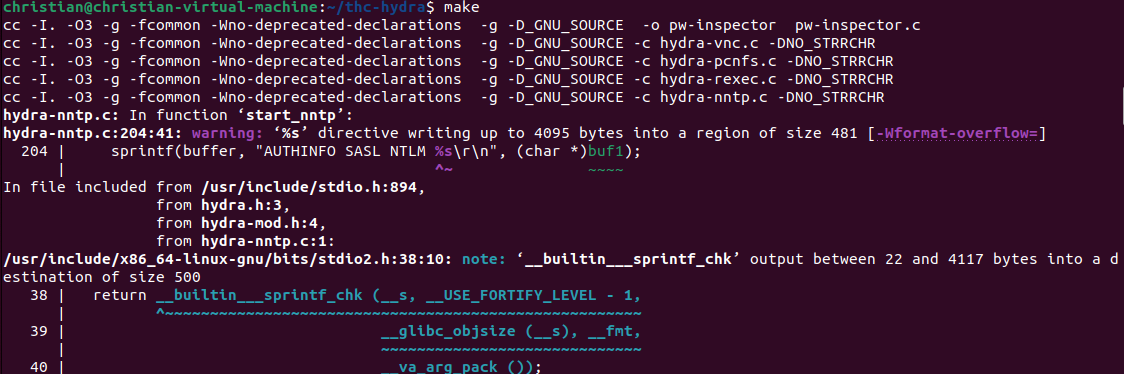 christian@christian-virtual-machine:~/thc-hydra$ make
cc -I. -O3 -g -fcommon -Wno-deprecated-declarations  -g -D_GNU_SOURCE  -o pw-inspector  pw-inspector.c
cc -I. -O3 -g -fcommon -Wno-deprecated-declarations  -g -D_GNU_SOURCE -c hydra-vnc.c -DNO_STRRCHR
cc -I. -O3 -g -fcommon -Wno-deprecated-declarations  -g -D_GNU_SOURCE -c hydra-pcnfs.c -DNO_STRRCHR
cc -I. -O3 -g -fcommon -Wno-deprecated-declarations  -g -D_GNU_SOURCE -c hydra-rexec.c -DNO_STRRCHR
cc -I. -O3 -g -fcommon -Wno-deprecated-declarations  -g -D_GNU_SOURCE -c hydra-nntp.c -DNO_STRRCHR
hydra-nntp.c: In function ‘start_nntp’:
hydra-nntp.c:204:41: warning: ‘%s’ directive writing up to 4095 bytes into a region of size 481 [-Wformat-overflow=]
  204 |     sprintf(buffer, "AUTHINFO SASL NTLM %s\r\n", (char *)buf1);
      |                                         ^~               ~~~~
In file included from /usr/include/stdio.h:894,
                 from hydra.h:3,
                 from hydra-mod.h:4,
                 from hydra-nntp.c:1:
/usr/include/x86_64-linux-gnu/bits/stdio2.h:38:10: note: ‘__builtin___sprintf_chk’ output between 22 and 4117 bytes into a d
estination of size 500
   38 |   return __builtin___sprintf_chk (__s, __USE_FORTIFY_LEVEL - 1,
      |          ^~~~~~~~~~~~~~~~~~~~~~~~~~~~~~~~~~~~~~~~~~~~~~~~~~~~~~
   39 |                                   __glibc_objsize (__s), __fmt,
      |                                   ~~~~~~~~~~~~~~~~~~~~~~~~~~~~~
   40 |                                   __va_arg_pack ());